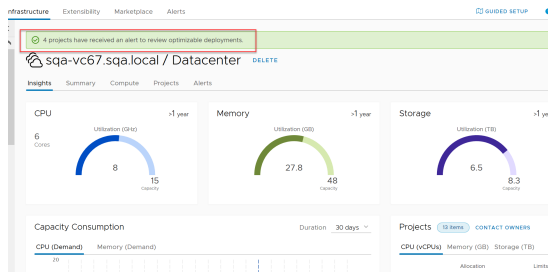 nfrastructure Extensibility Marketplace Alerts GUIDED SETUP
4 projects have received an alert to review optimizable deployments.
sqa-vc67.sqa.local / Datacenter DELETE
Insights Summary Compute Projects Alerts
CPU >1 year Memory >1 year Storage >1 ye
6 Cores Utilization (GHz) Utilization (GB) Utilization (TB)
8 27.8 6.5
15 48 8.3
Capacity Capacity Capacity
Capacity Consumption Duration 30 days Projects 13 items CONTACT OWNERS
CPU (Demand) Memory (Demand) CPU (vCPUs) Memory (GB) Storage (TB)
20 Allocation Limits